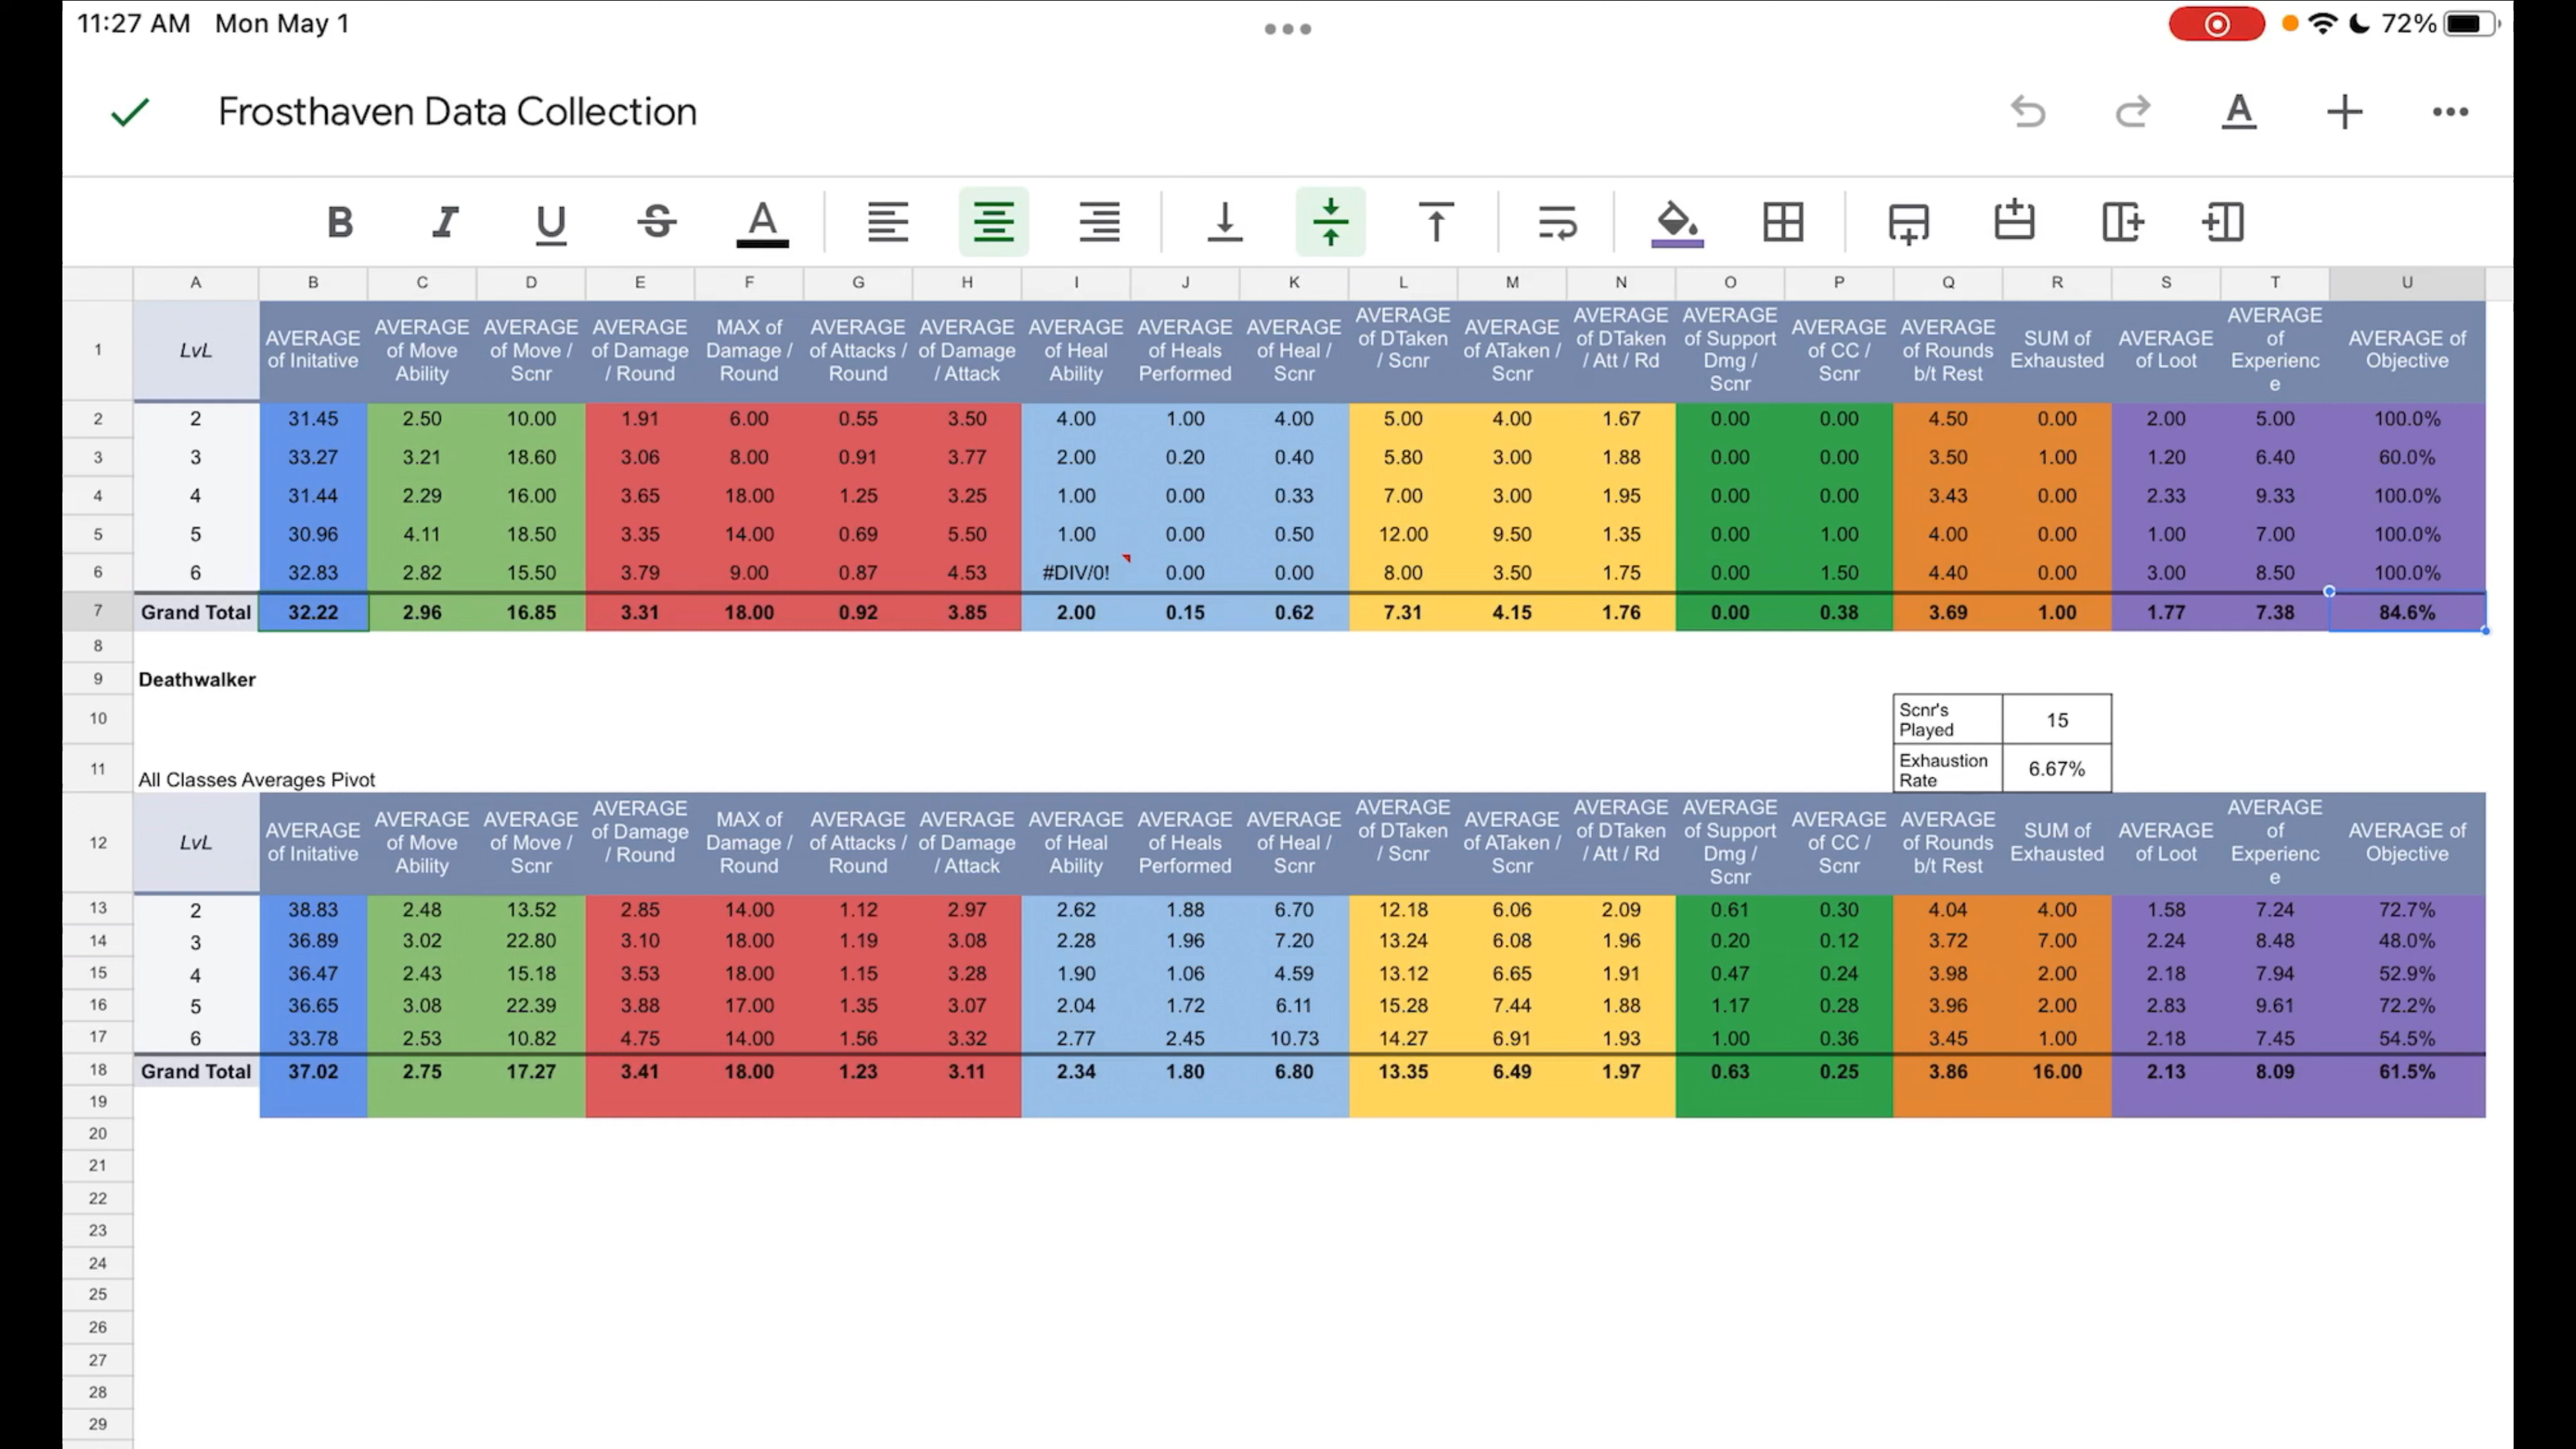 11:27 AM Mon May 1 72%
Frosthaven Data Collection
B I U S A
A B C D E F G H I J K L M N O P Q R S T U
1 LvL AVERAGE of Initative AVERAGE of Move Ability AVERAGE of Move / Scnr AVERAGE of Damage / Round MAX of Damage / Round AVERAGE of Attacks / Round AVERAGE of Damage / Attack AVERAGE of Heal Ability AVERAGE of Heals Performed AVERAGE of Heal / Scnr AVERAGE of DTaken / Scnr AVERAGE of ATaken / Scnr AVERAGE of DTaken / Att / Rd AVERAGE of Support Dmg / Scnr AVERAGE of CC / Scnr AVERAGE of Rounds b/t Rest SUM of Exhausted AVERAGE of Loot AVERAGE of Experienc e AVERAGE of Objective
2 2 31.45 2.50 10.00 1.91 6.00 0.55 3.50 4.00 1.00 4.00 5.00 4.00 1.67 0.00 0.00 4.50 0.00 2.00 5.00 100.0%
3 3 33.27 3.21 18.60 3.06 8.00 0.91 3.77 2.00 0.20 0.40 5.80 3.00 1.88 0.00 0.00 3.50 1.00 1.20 6.40 60.0%
4 4 31.44 2.29 16.00 3.65 18.00 1.25 3.25 1.00 0.00 0.33 7.00 3.00 1.95 0.00 0.00 3.43 0.00 2.33 9.33 100.0%
5 5 30.96 4.11 18.50 3.35 14.00 0.69 5.50 1.00 0.00 0.50 12.00 9.50 1.35 0.00 1.00 4.00 0.00 1.00 7.00 100.0%
6 6 32.83 2.82 15.50 3.79 9.00 0.87 4.53 #DIV/0! 0.00 0.00 8.00 3.50 1.75 0.00 1.50 4.40 0.00 3.00 8.50 100.0%
7 Grand Total 32.22 2.96 16.85 3.31 18.00 0.92 3.85 2.00 0.15 0.62 7.31 4.15 1.76 0.00 0.38 3.69 1.00 1.77 7.38 84.6%
8
9 Deathwalker
10 Scnr's Played 15
11 All Classes Averages Pivot Exhaustion Rate 6.67%
12 LvL AVERAGE of Initative AVERAGE of Move Ability AVERAGE of Move / Scnr AVERAGE of Damage / Round MAX of Damage / Round AVERAGE of Attacks / Round AVERAGE of Damage / Attack AVERAGE of Heal Ability AVERAGE of Heals Performed AVERAGE of Heal / Scnr AVERAGE of DTaken / Scnr AVERAGE of ATaken / Scnr AVERAGE of DTaken / Att / Rd AVERAGE of Support Dmg / Scnr AVERAGE of CC / Scnr AVERAGE of Rounds b/t Rest SUM of Exhausted AVERAGE of Loot AVERAGE of Experienc e AVERAGE of Objective
13 2 38.83 2.48 13.52 2.85 14.00 1.12 2.97 2.62 1.88 6.70 12.18 6.06 2.09 0.61 0.30 4.04 4.00 1.58 7.24 72.7%
14 3 36.89 3.02 22.80 3.10 18.00 1.19 3.08 2.28 1.96 7.20 13.24 6.08 1.96 0.20 0.12 3.72 7.00 2.24 8.48 48.0%
15 4 36.47 2.43 15.18 3.53 18.00 1.15 3.28 1.90 1.06 4.59 13.12 6.65 1.91 0.47 0.24 3.98 2.00 2.18 7.94 52.9%
16 5 36.65 3.08 22.39 3.88 17.00 1.35 3.07 2.04 1.72 6.11 15.28 7.44 1.88 1.17 0.28 3.96 2.00 2.83 9.61 72.2%
17 6 33.78 2.53 10.82 4.75 14.00 1.56 3.32 2.77 2.45 10.73 14.27 6.91 1.93 1.00 0.36 3.45 1.00 2.18 7.45 54.5%
18 Grand Total 37.02 2.75 17.27 3.41 18.00 1.23 3.11 2.34 1.80 6.80 13.35 6.49 1.97 0.63 0.25 3.86 16.00 2.13 8.09 61.5%
19
20
21
22
23
24
25
26
27
28
29